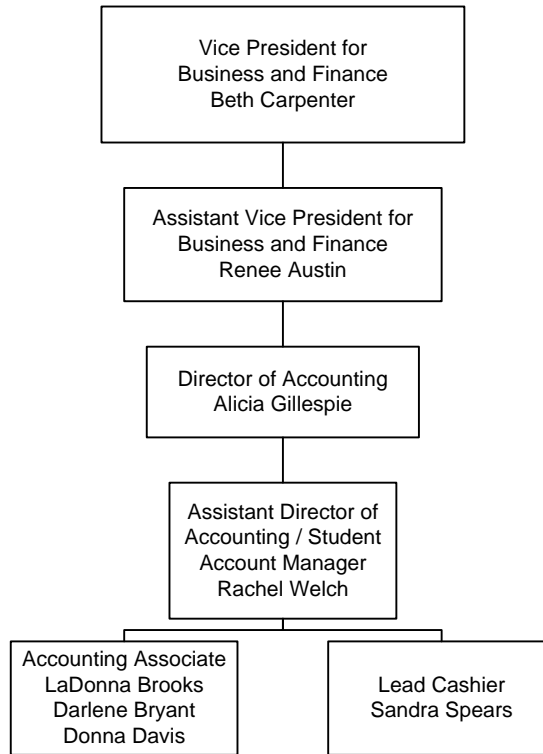 Vice President for
Business and Finance
Beth Carpenter
Assistant Vice President for
Business and Finance
Renee Austin
Director of Accounting
Alicia Gillespie
Assistant Director of
Accounting / Student
Account Manager
Rachel Welch
Accounting Associate
LaDonna Brooks
Darlene Bryant
Donna Davis
Lead Cashier
Sandra Spears